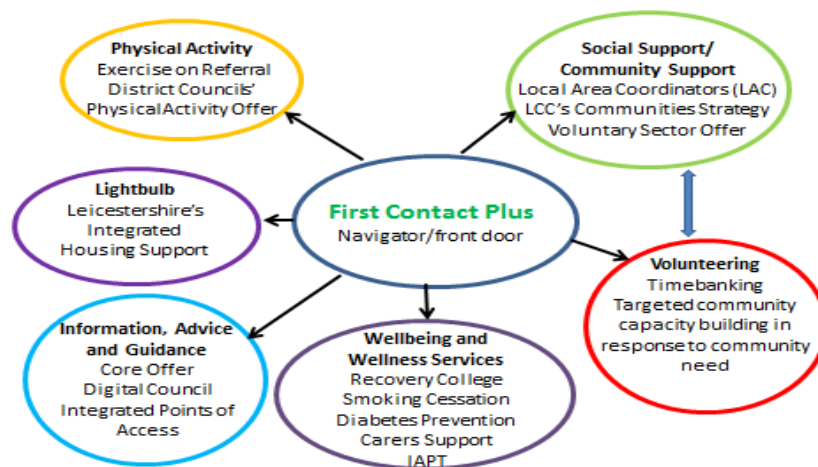 Physical Activity
Exercise on Referral
District Councils'
Physical Activity Offer
Social Support/
Community Support
Local Area Coordinators (LAC)
LCC's Communities Strategy
Voluntary Sector Offer
Lightbulb
Leicestershire's
Integrated
Housing Support
First Contact Plus
Navigator/front door
Volunteering
Timebanking
Targeted community
capacity building in
response to community
need
Information, Advice
and Guidance
Core Offer
Digital Council
Integrated Points of
Access
Wellbeing and
Wellness Services
Recovery College
Smoking Cessation
Diabetes Prevention
Carers Support
IAPT